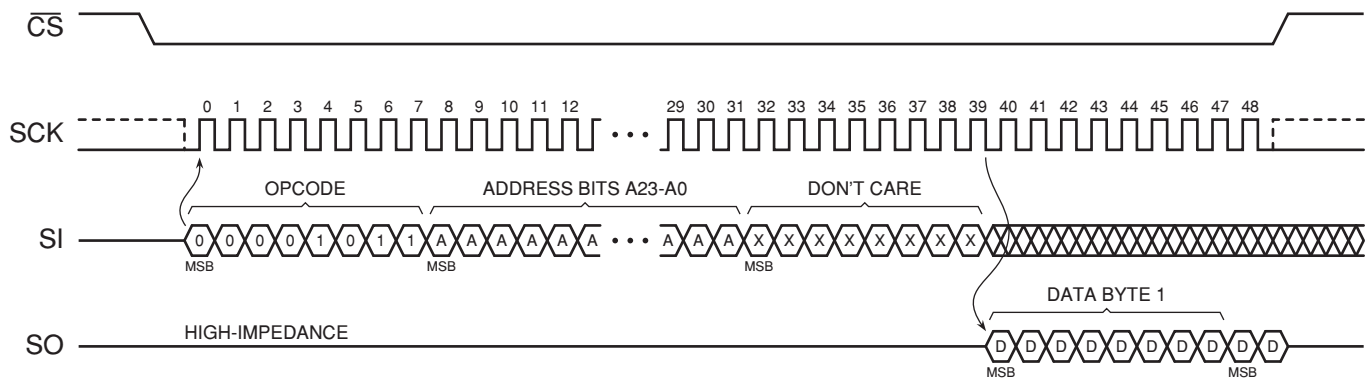 CS
0 1 2 3 4 5 6 7 8 9 10 11 12 29 30 31 32 33 34 35 36 37 38 39 40 41 42 43 44 45 46 47 48
SCK • • •
OPCODE ADDRESS BITS A23-A0 DON'T CARE
SI 0 0 0 0 1 0 1 1 A A A A A A • • • A A A X X X X X X X X
MSB MSB MSB
DATA BYTE 1
HIGH-IMPEDANCE
SO D D D D D D D D D D
MSB MSB